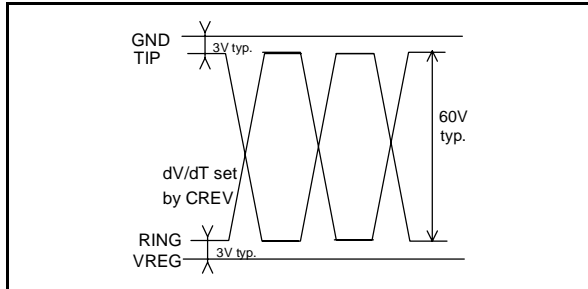 GND
TIP
3V typ.
60V
typ.
dV/dT set
by CREV
RING
VREG
3V typ.